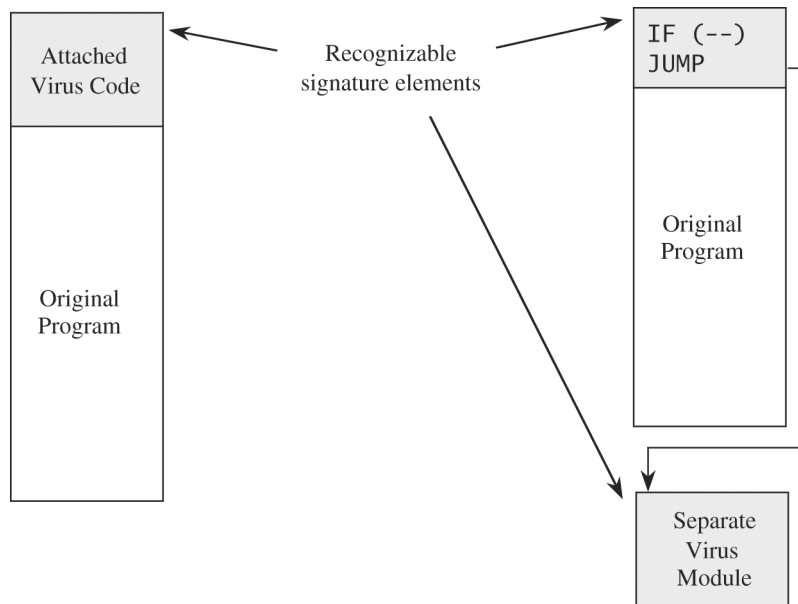 Attached
Virus Code
Original
Program
Recognizable
signature elements
IF (--)
JUMP
Original
Program
Separate
Virus
Module